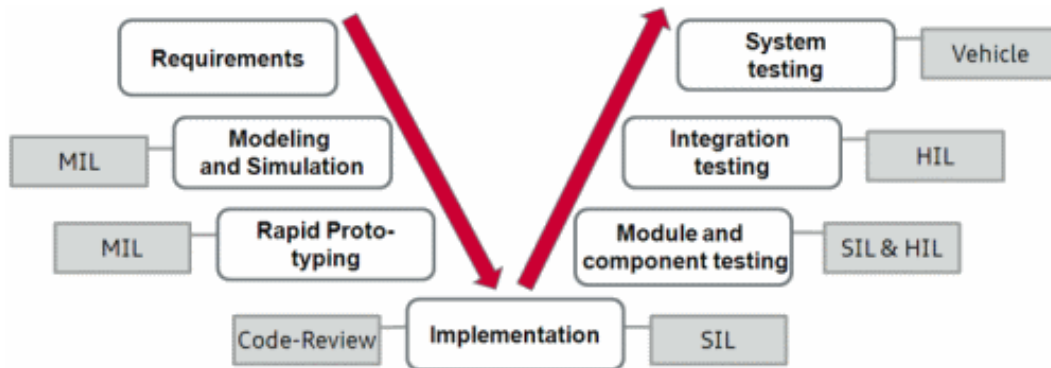 Requirements
System
testing
Vehicle
MIL
Modeling
and Simulation
Integration
testing
HIL
MIL
Rapid Proto-
typing
Module and
component testing
SIL & HIL
Code-Review
Implementation
SIL